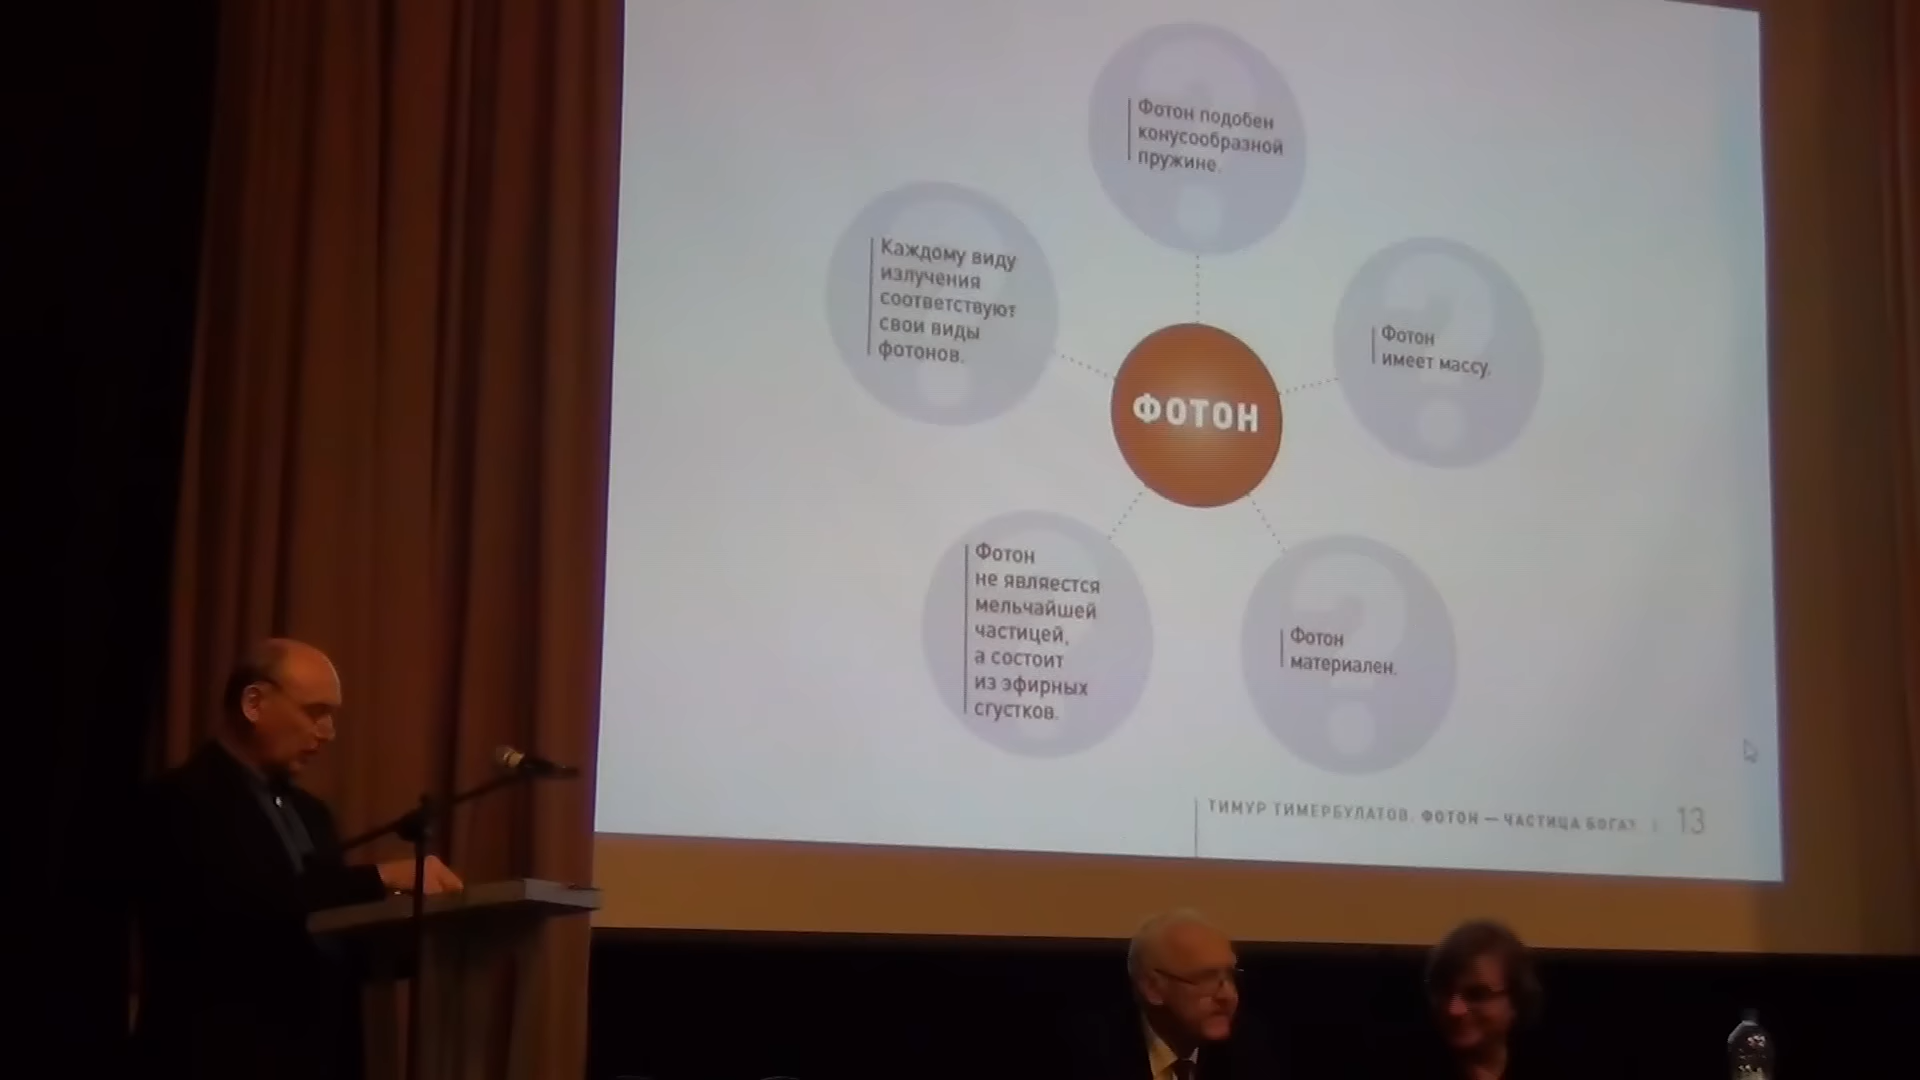 Фотон подобен
конусообразной
пружине.
Каждому виду
излучения
соответствуют
свои виды
фотонов.
Фотон
имеет массу.
ФОТОН
Фотон
не является
мельчайшей
частицей,
а состоит
из эфирных
сгустков.
Фотон
материален.
ТИМУР ТИМЕРБУЛАТОВ. ФОТОН — ЧАСТИЦА БОГА? | 13